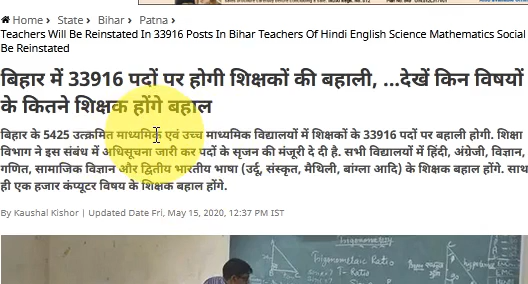 Home › State › Bihar › Patna ›
Teachers Will Be Reinstated In 33916 Posts In Bihar Teachers Of Hindi English Science Mathematics Social
Be Reinstated
बिहार में 33916 पदों पर होगी शिक्षकों की बहाली, ...देखें किन विषयों
के कितने शिक्षक होंगे बहाल
बिहार के 5425 उत्क्रमित माध्यमिक एवं उच्च माध्यमिक विद्यालयों में शिक्षकों के 33916 पदों पर बहाली होगी. शिक्षा
विभाग ने इस संबंध में अधिसूचना जारी कर पदों के सृजन की मंजूरी दे दी है. सभी विद्यालयों में हिंदी, अंग्रेजी, विज्ञान,
गणित, सामाजिक विज्ञान और द्वितीय भारतीय भाषा (उर्दू, संस्कृत, मैथिली, बांग्ला आदि) के शिक्षक बहाल होंगे. साथ
ही एक हजार कंप्यूटर विषय के शिक्षक बहाल होंगे.
By Kaushal Kishor | Updated Date Fri, May 15, 2020, 12:37 PM IST
Trigonometry
Trigonomelaic Ratio
T- Ratio